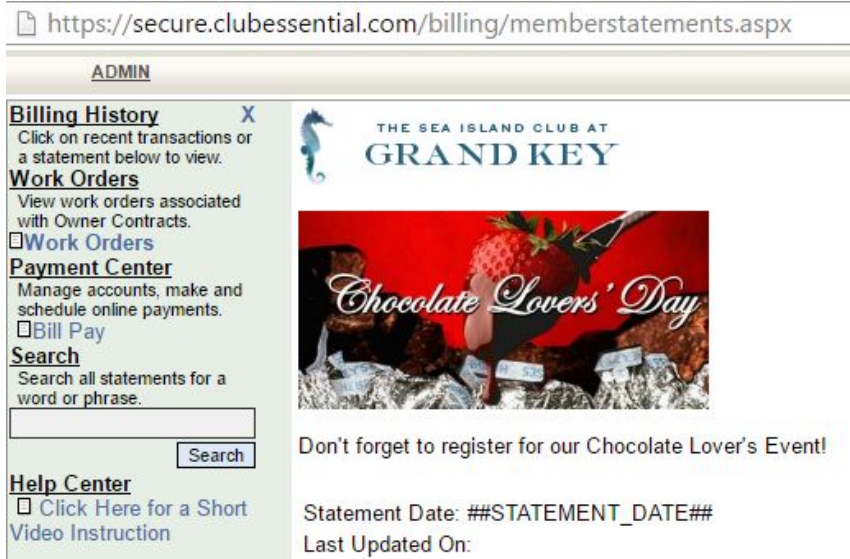 https://secure.clubessential.com/billing/memberstatements.aspx
ADMIN
Billing History X
Click on recent transactions or
a statement below to view.
Work Orders
View work orders associated
with Owner Contracts.
Work Orders
Payment Center
Manage accounts, make and
schedule online payments.
Bill Pay
Search
Search all statements for a
word or phrase.
Search
Help Center
Click Here for a Short
Video Instruction
THE SEA ISLAND CLUB AT
GRAND KEY
Chocolate Lovers' Day
Don't forget to register for our Chocolate Lover's Event!
Statement Date: ##STATEMENT_DATE##
Last Updated On: